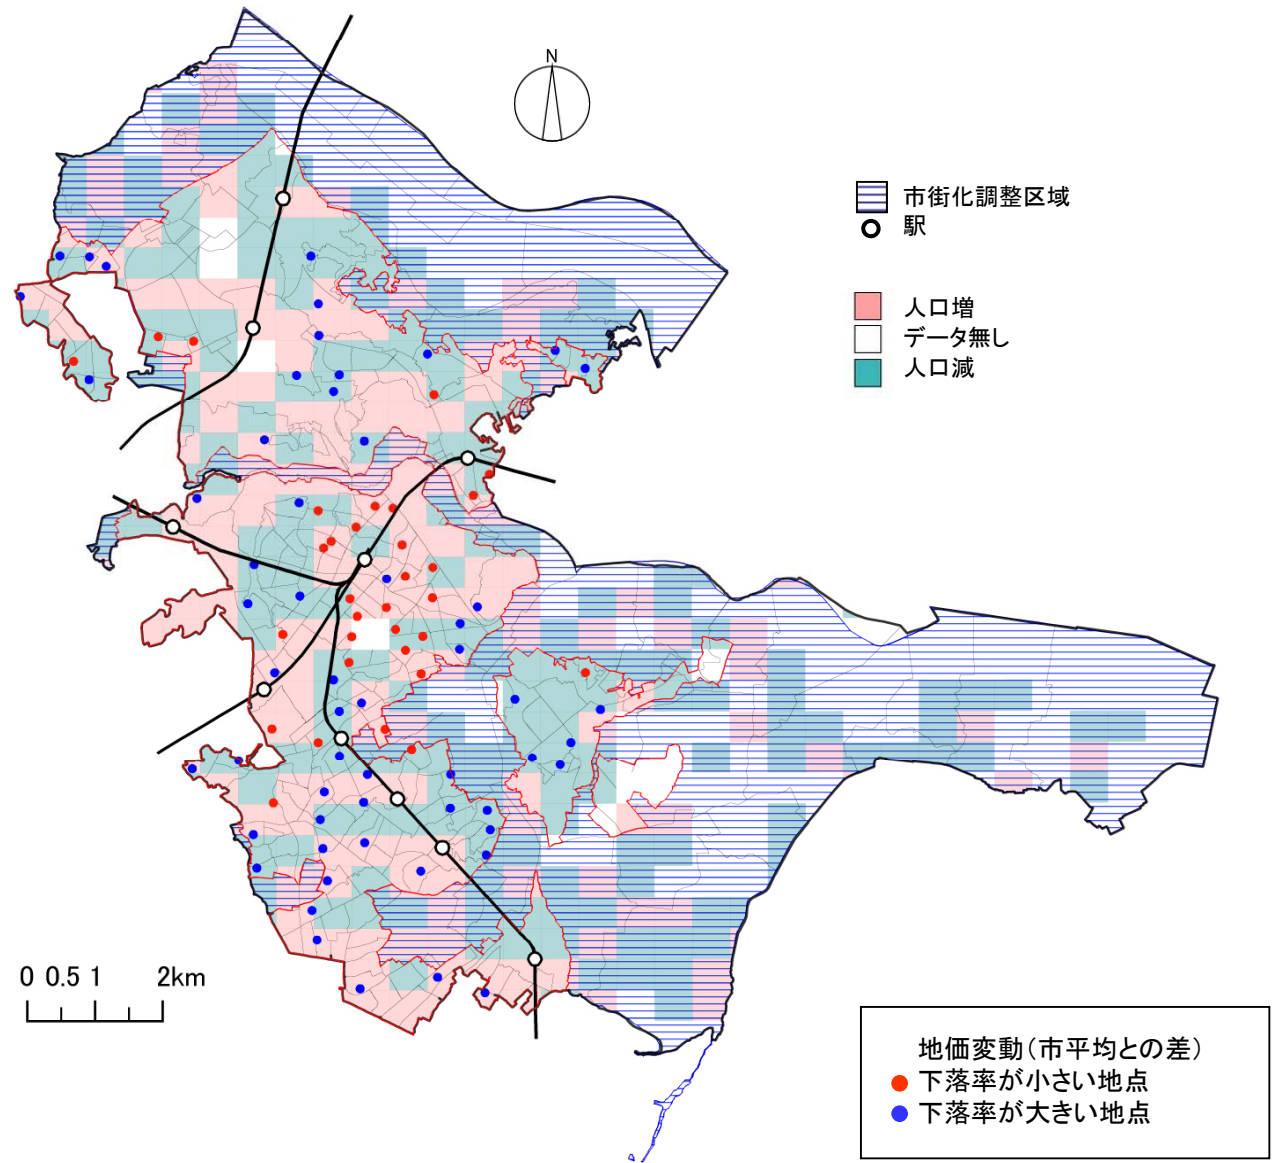 N
市街化調整区域
駅
人口増
データ無し
人口減
0 0.5 1 2km
地価変動（市平均との差）
下落率が小さい地点
下落率が大きい地点